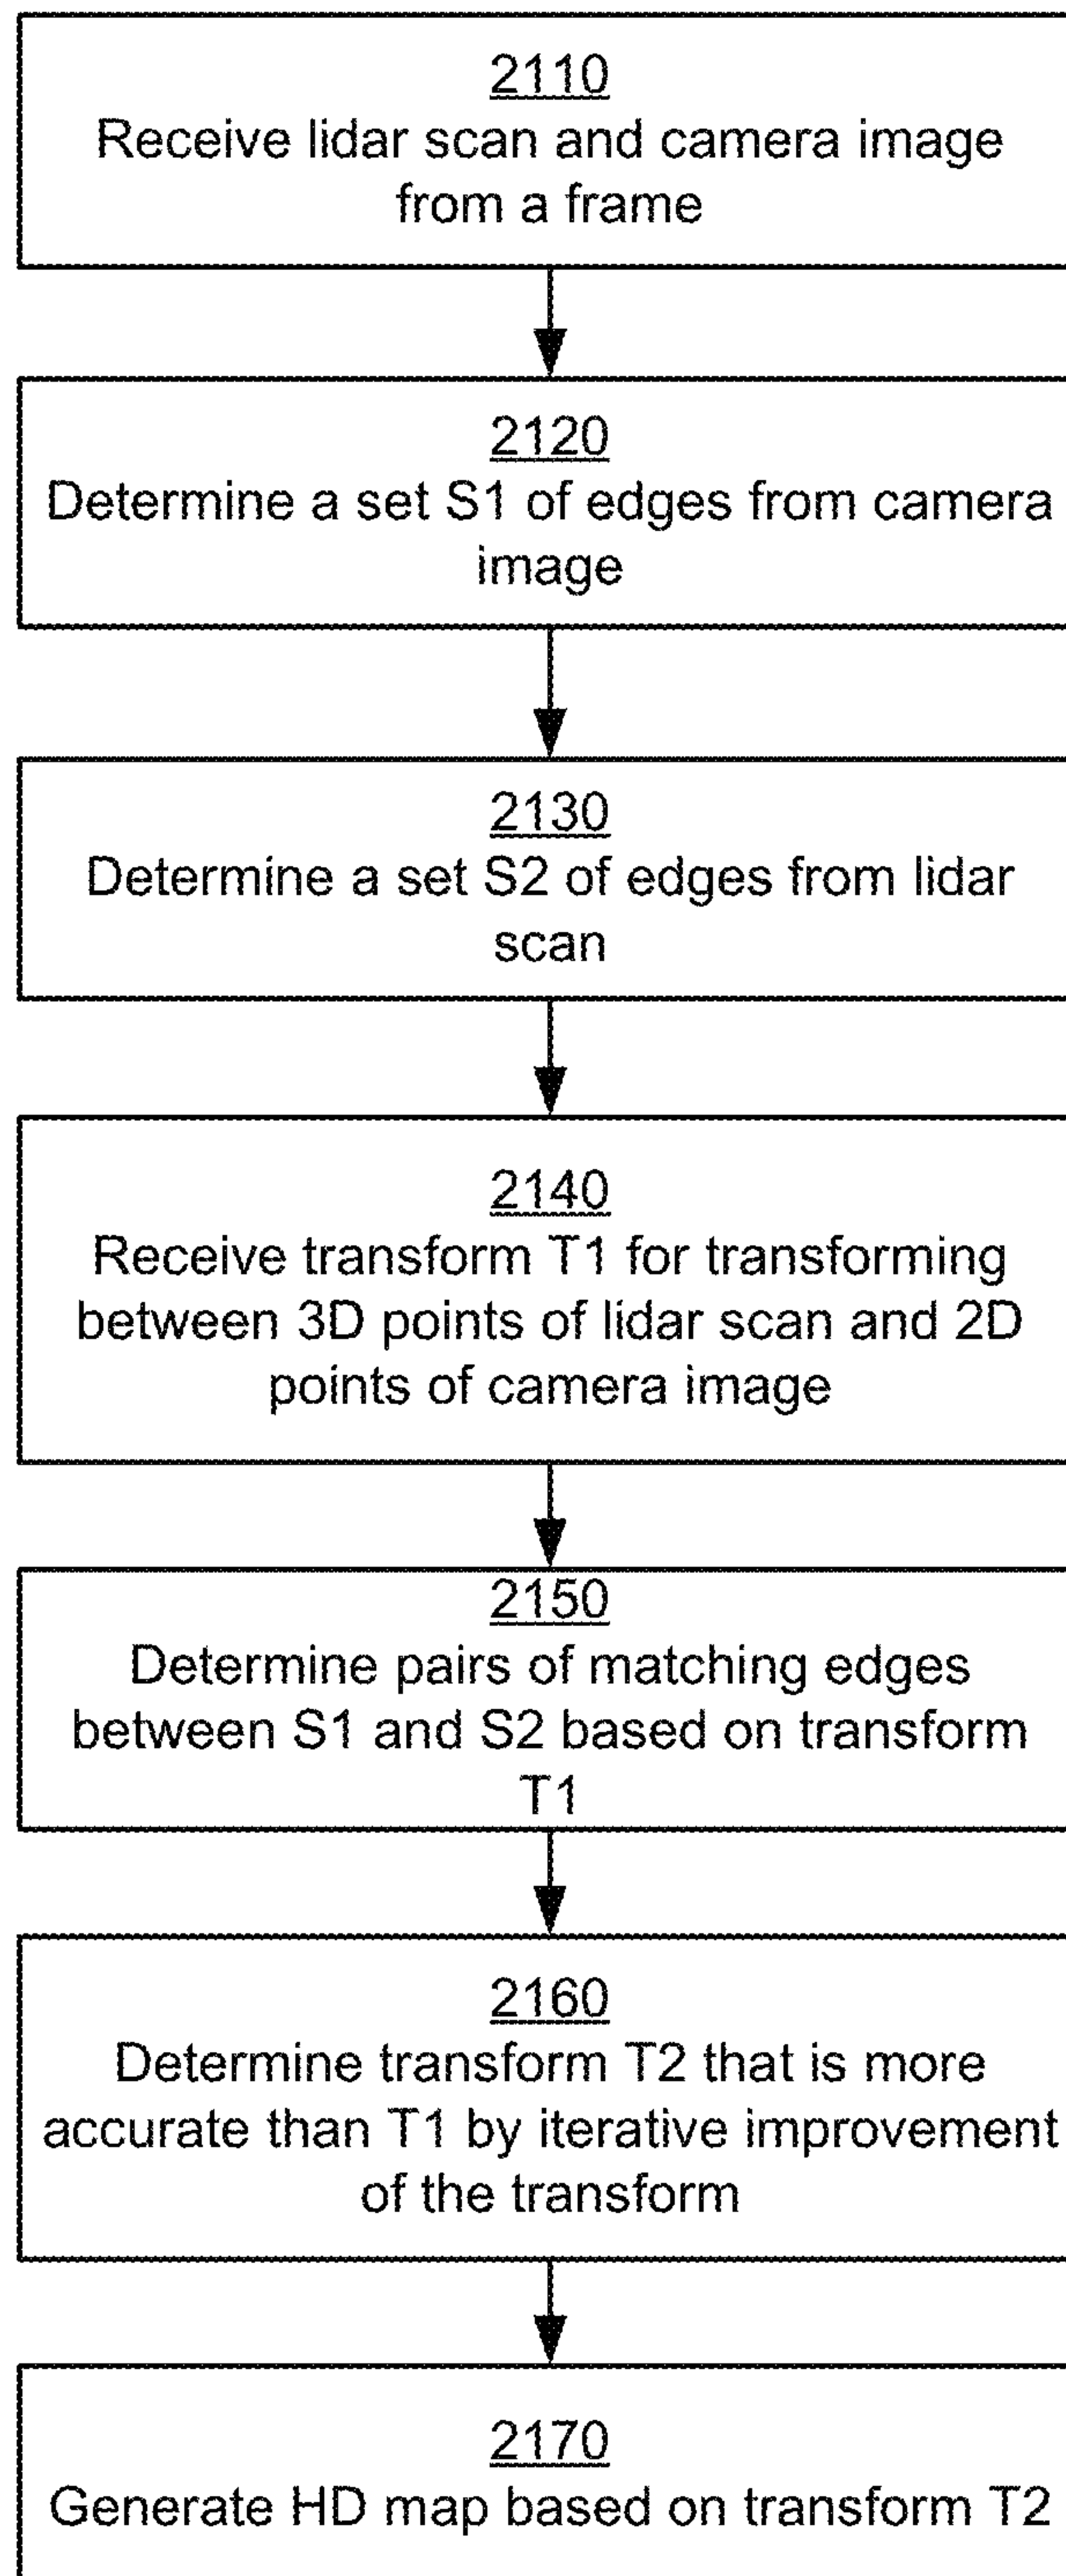 2110
Receive lidar scan and camera image
from a frame
2120
Determine a set S1 of edges from camera
image
2130
Determine a set S2 of edges from lidar
scan
2140
Receive transform T1 for transforming
between 3D points of lidar scan and 2D
points of camera image
2150
Determine pairs of matching edges
between S1 and S2 based on transform
T1
2160
Determine transform T2 that is more
accurate than T1 by iterative improvement
of the transform
2170
Generate HD map based on transform T2